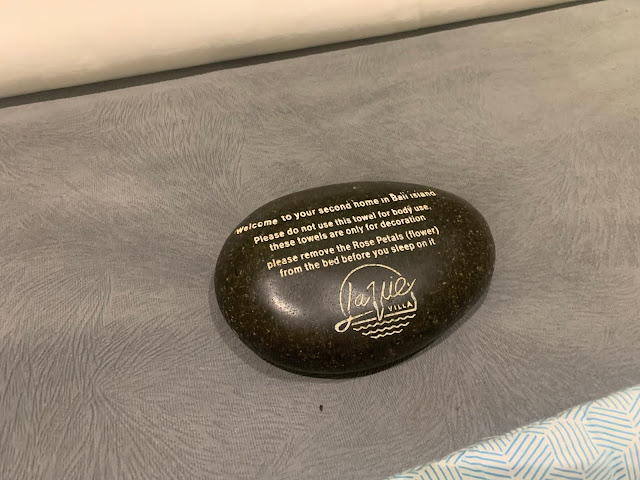 Welcome to your second home in Bali island
Please do not use this towel for body use,
these towels are only for decoration
please remove the Rose Petals (flower)
from the bed before you sleep on it
La Vie
VILLA